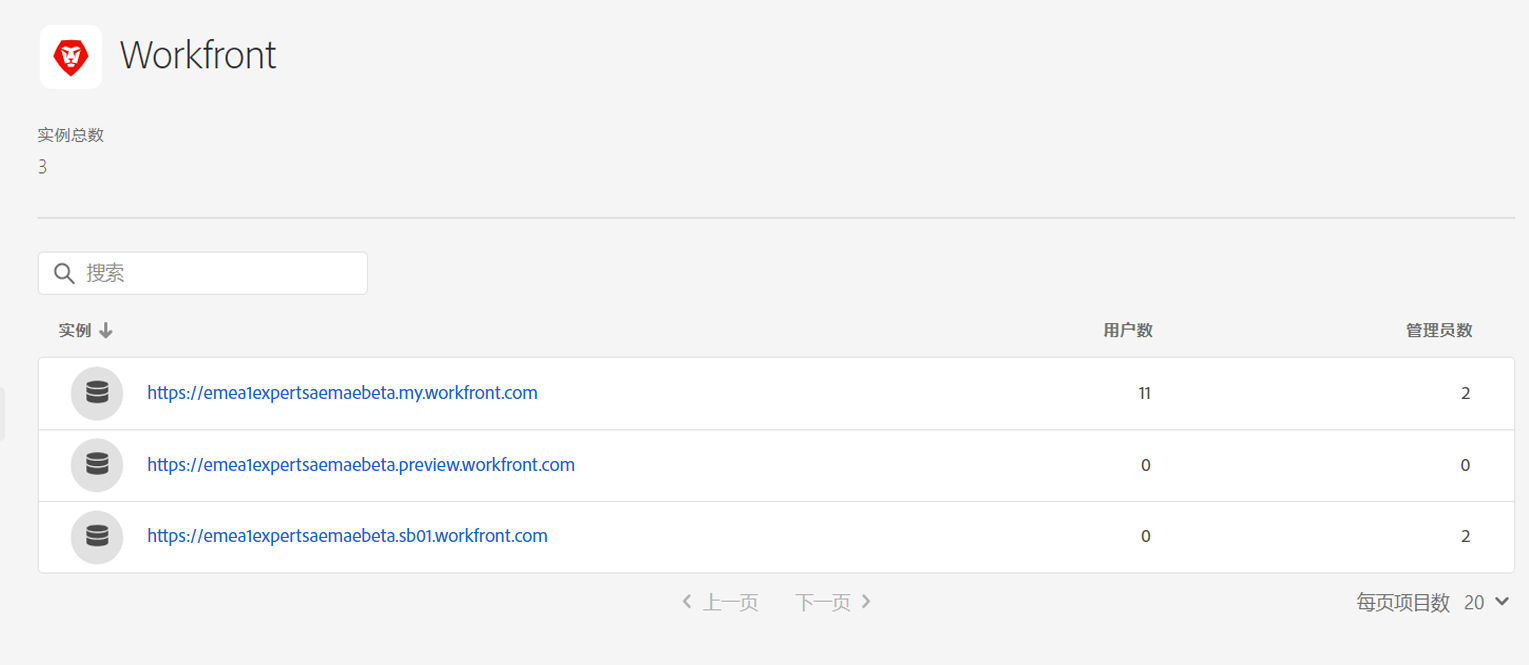 Workfront
实例总数
3
搜索
实例 用户数 管理员数
https://emea1expertsaemaebeta.my.workfront.com 11 2
https://emea1expertsaemaebeta.preview.workfront.com 0 0
https://emea1expertsaemaebeta.sb01.workfront.com 0 2
上一页 下一页 每页项目数 20